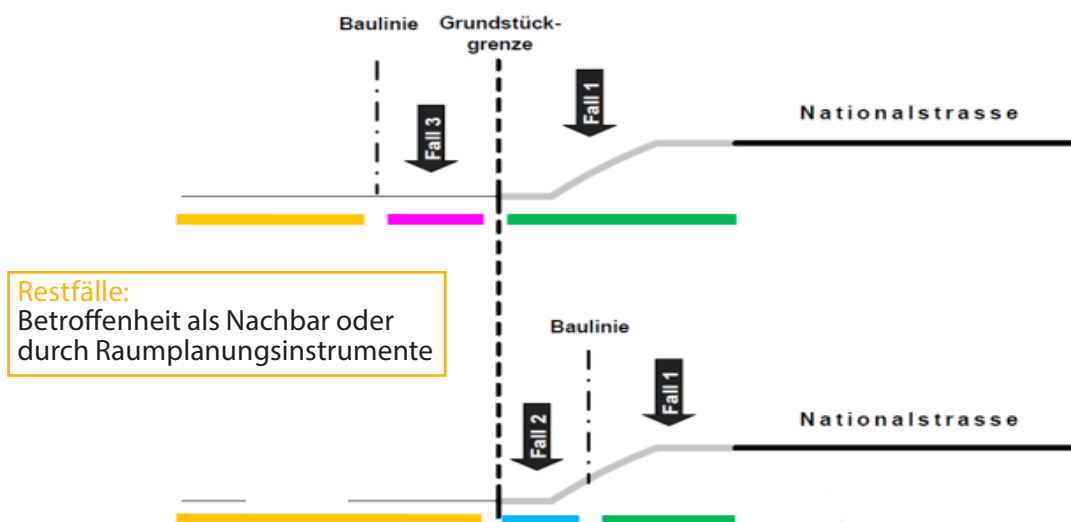 Baulinie
Grundstück-
grenze
Fall 3
Fall 1
Nationalstrasse
Restfälle:
Betroffenheit als Nachbar oder
durch Raumplanungsinstrumente
Baulinie
Fall 2
Fall 1
Nationalstrasse